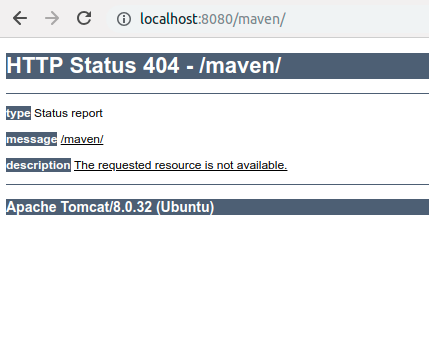 localhost:8080/maven/
HTTP Status 404 - /maven/
type Status report
message /maven/
description The requested resource is not available.
Apache Tomcat/8.0.32 (Ubuntu)